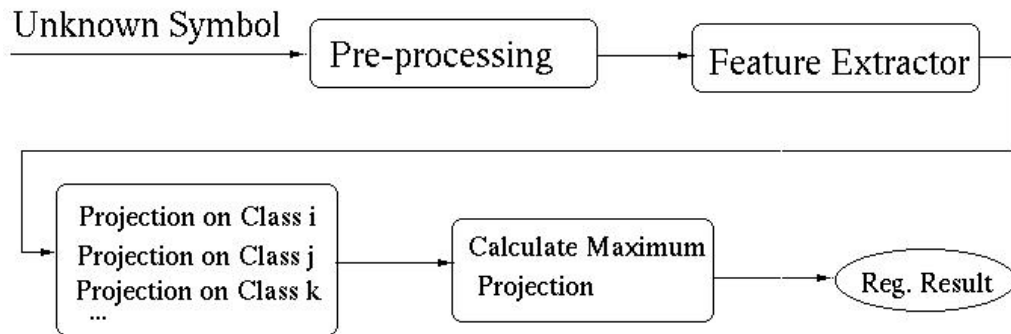 Unknown Symbol
Pre-processing
Feature Extractor
Projection on Class i
Projection on Class j
Projection on Class k
...
Calculate Maximum
Projection
Reg. Result